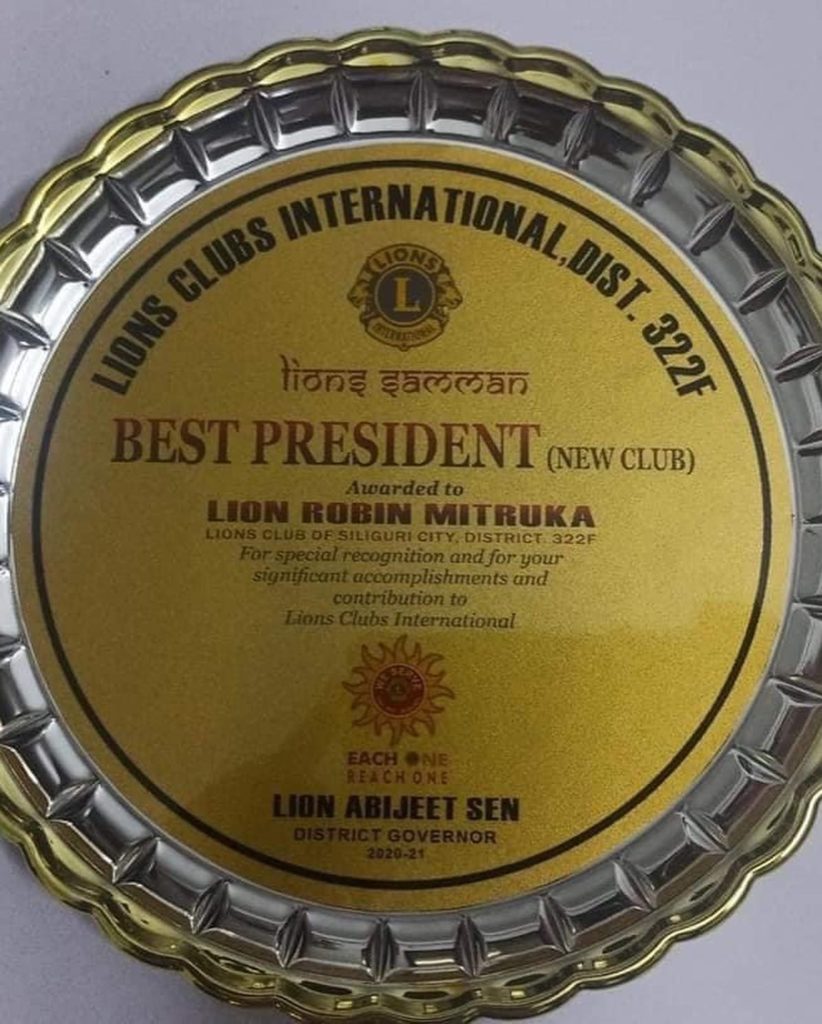 LIONS CLUBS INTERNATIONAL, DIST. 322F
LIONS
L
INTERNATIONAL
lions samman
BEST PRESIDENT (NEW CLUB)
Awarded to
LION ROBIN MITRUKA
LIONS CLUB OF SILIGURI CITY, DISTRICT. 322F
For special recognition and for your
significant accomplishments and
contribution to
Lions Clubs International
WE SERVE
EACH ONE
REACH ONE
LION ABIJEET SEN
DISTRICT GOVERNOR
2020-21